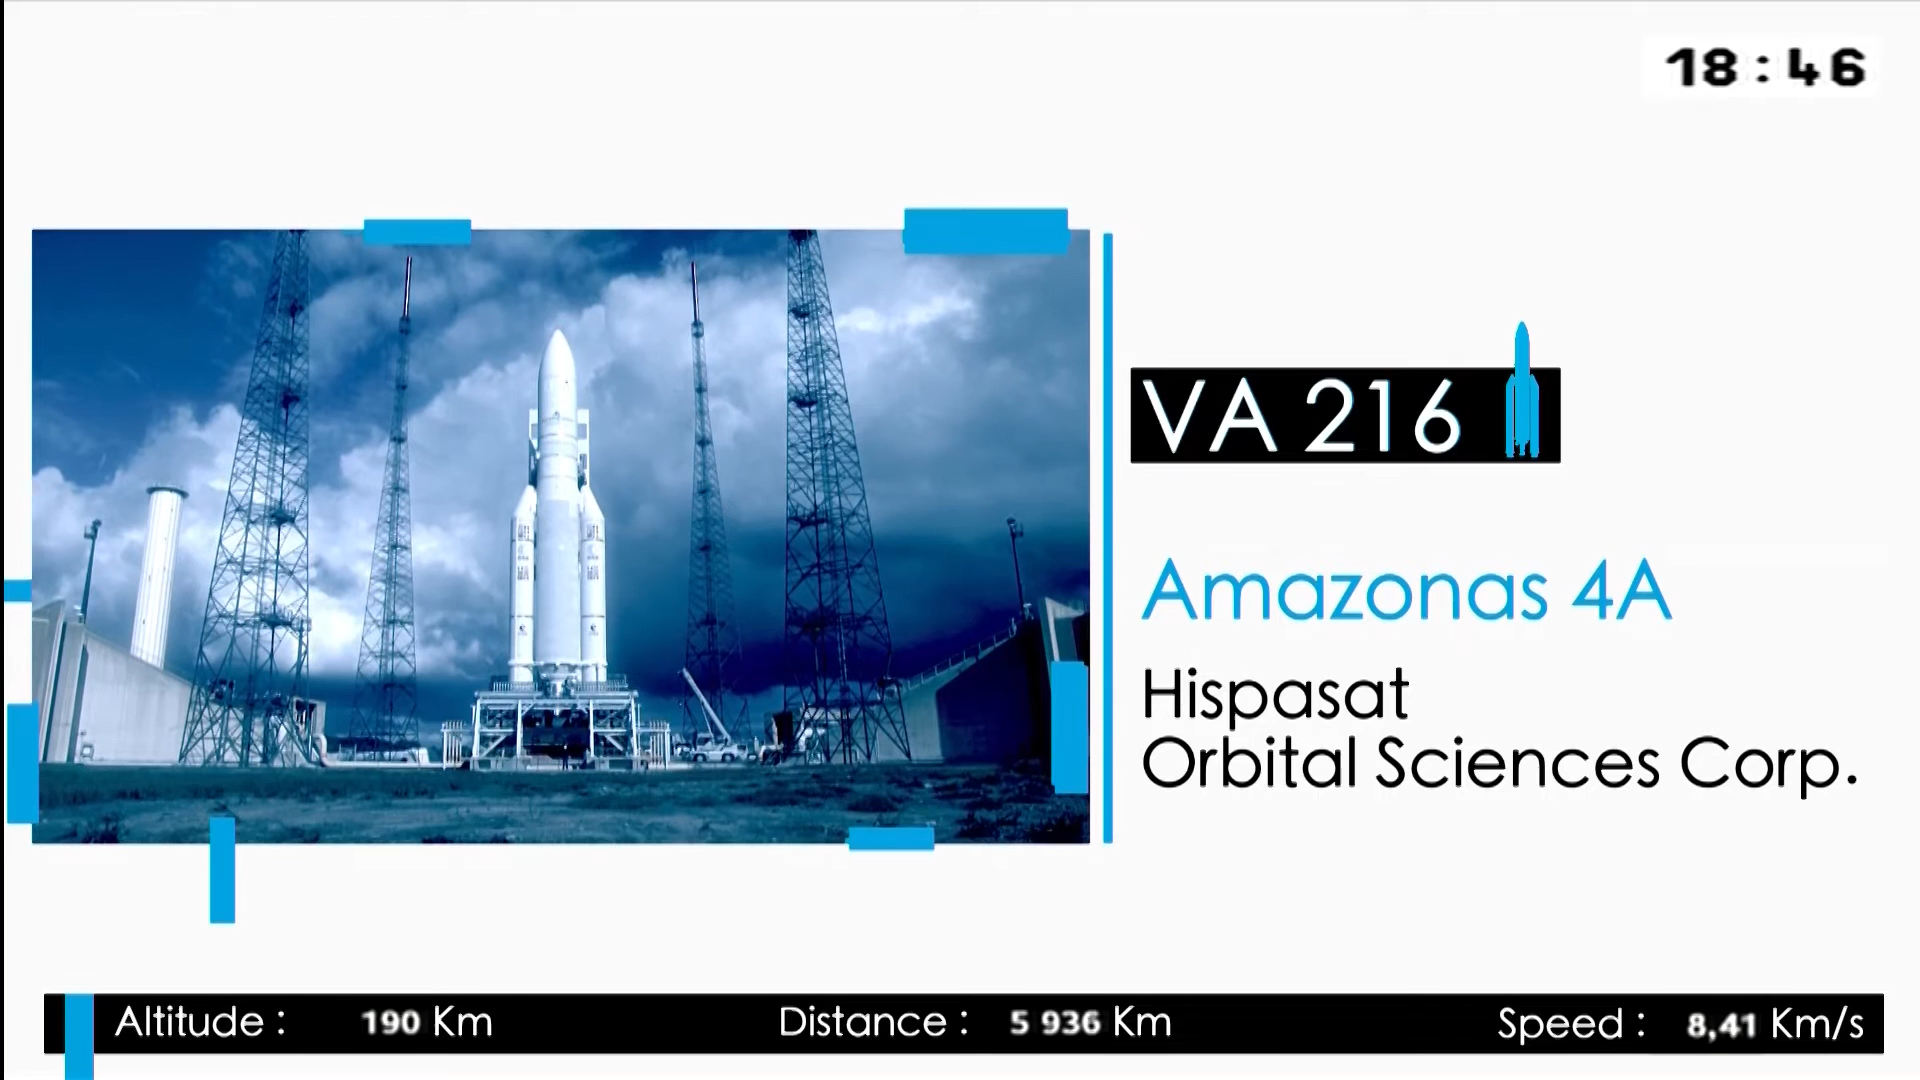 18:46
VA 216
Amazonas 4A
Hispasat
Orbital Sciences Corp.
Altitude : 190 Km Distance : 5 936 Km Speed : 8,41 Km/s